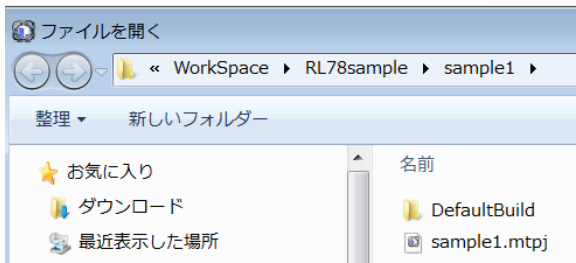 ファイルを開く
« WorkSpace ▸ RL78sample ▸ sample1 ▸
整理 ▾ 新しいフォルダー
お気に入り
ダウンロード
最近表示した場所
名前
DefaultBuild
sample1.mtpj